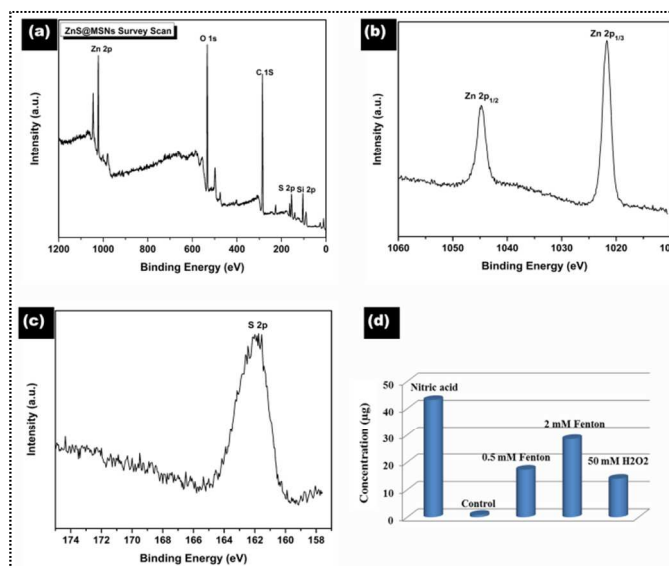 (a)
ZnS@MSNs Survey Scan
Zn 2p
O 1s
C 1S
S 2p
Si 2p
Intensity (a.u.)
1200 1000 800 600 400 200 0
Binding Energy (eV)
(b)
Zn 2p1/2
Zn 2p1/3
Intensity (a.u.)
1060 1050 1040 1030 1020
Binding Energy (eV)
(c)
S 2p
Intensity (a.u.)
174 172 170 168 166 164 162 160 158
Binding Energy (eV)
(d)
Concentration (µg)
50
40
30
20
10
0
Nitric acid
Control
0.5 mM Fenton
2 mM Fenton
50 mM H2O2